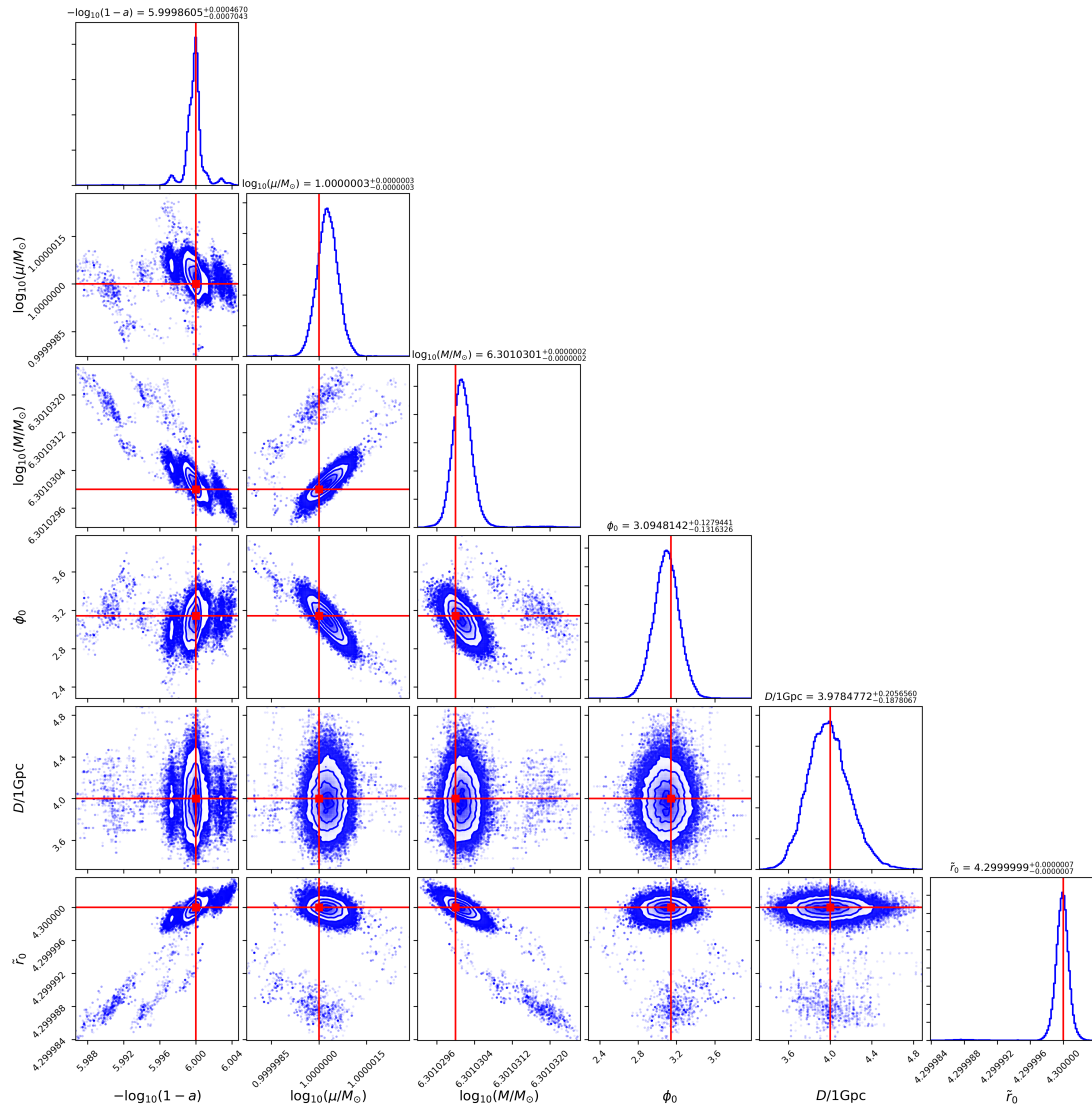 −log₁₀(1 − a) = 5.9998605 +0.0004670 −0.0007043
log₁₀(μ/M⊙) = 1.0000003 +0.0000003 −0.0000003
1.0000015
1.0000000
0.9999985
log₁₀(μ/M⊙)
log₁₀(M/M⊙) = 6.3010301 +0.0000002 −0.0000002
6.3010320
6.3010312
6.3010304
6.3010296
log₁₀(M/M⊙)
ϕ₀ = 3.0948142 +0.1279441 −0.1316326
3.6
3.2
2.8
2.4
ϕ₀
D/1Gpc = 3.9784772 +0.2056560 −0.1878067
4.8
4.4
4.0
3.6
D/1Gpc
r̃₀ = 4.2999999 +0.0000007 −0.0000007
4.300000
4.299996
4.299992
4.299988
4.299984
r̃₀
5.988 5.992 5.996 6.000 6.004
0.9999985 1.0000000 1.0000015
6.3010296 6.3010304 6.3010312 6.3010320
2.4 2.8 3.2 3.6
3.6 4.0 4.4 4.8
4.299984 4.299988 4.299992 4.299996 4.300000
−log₁₀(1 − a) log₁₀(μ/M⊙) log₁₀(M/M⊙) ϕ₀ D/1Gpc r̃₀